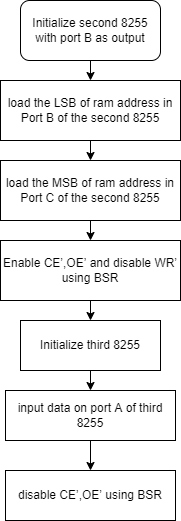 Initialize second 8255
with port B as output
load the LSB of ram address in
Port B of the second 8255
load the MSB of ram address in
Port C of the second 8255
Enable CE',OE' and disable WR'
using BSR
Initialize third 8255
input data on port A of third
8255
disable CE',OE' using BSR